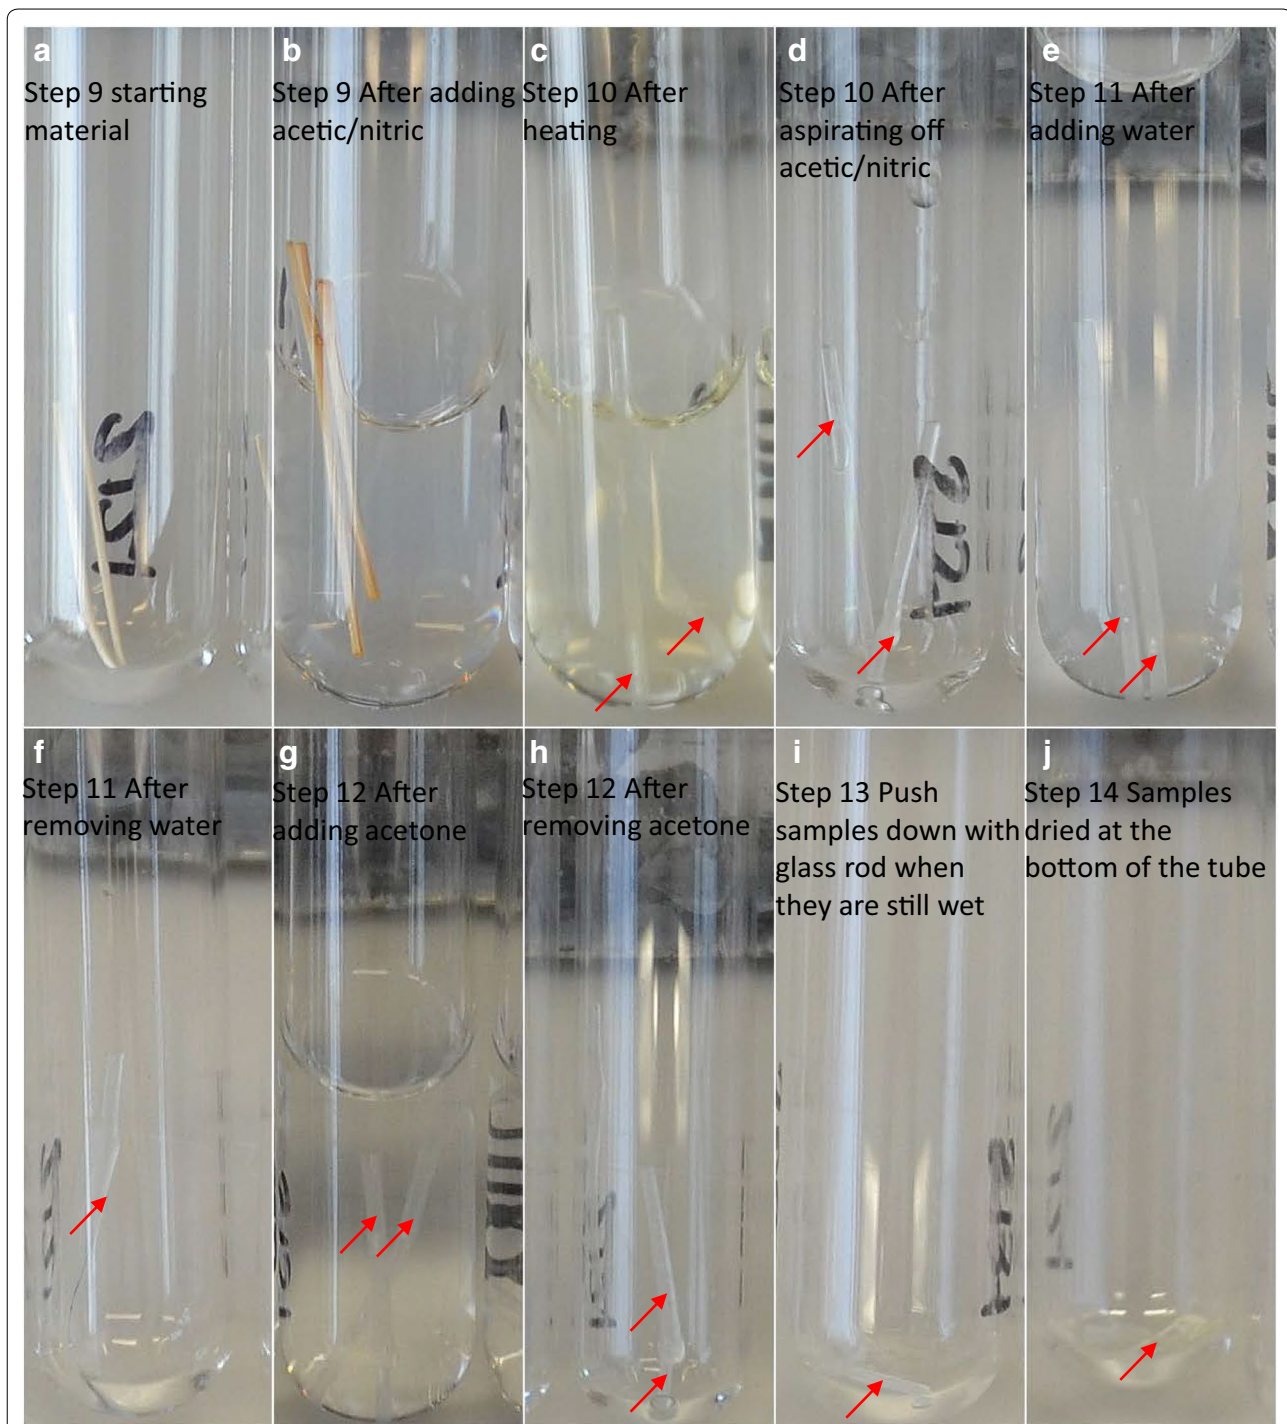 a
Step 9 starting
material
b
Step 9 After adding
acetic/nitric
c
Step 10 After
heating
d
Step 10 After
aspirating off
acetic/nitric
e
Step 11 After
adding water
2121
2121
f
Step 11 After
removing water
g
Step 12 After
adding acetone
h
Step 12 After
removing acetone
i
Step 13 Push
samples down with
glass rod when
they are still wet
j
Step 14 Samples
dried at the
bottom of the tube